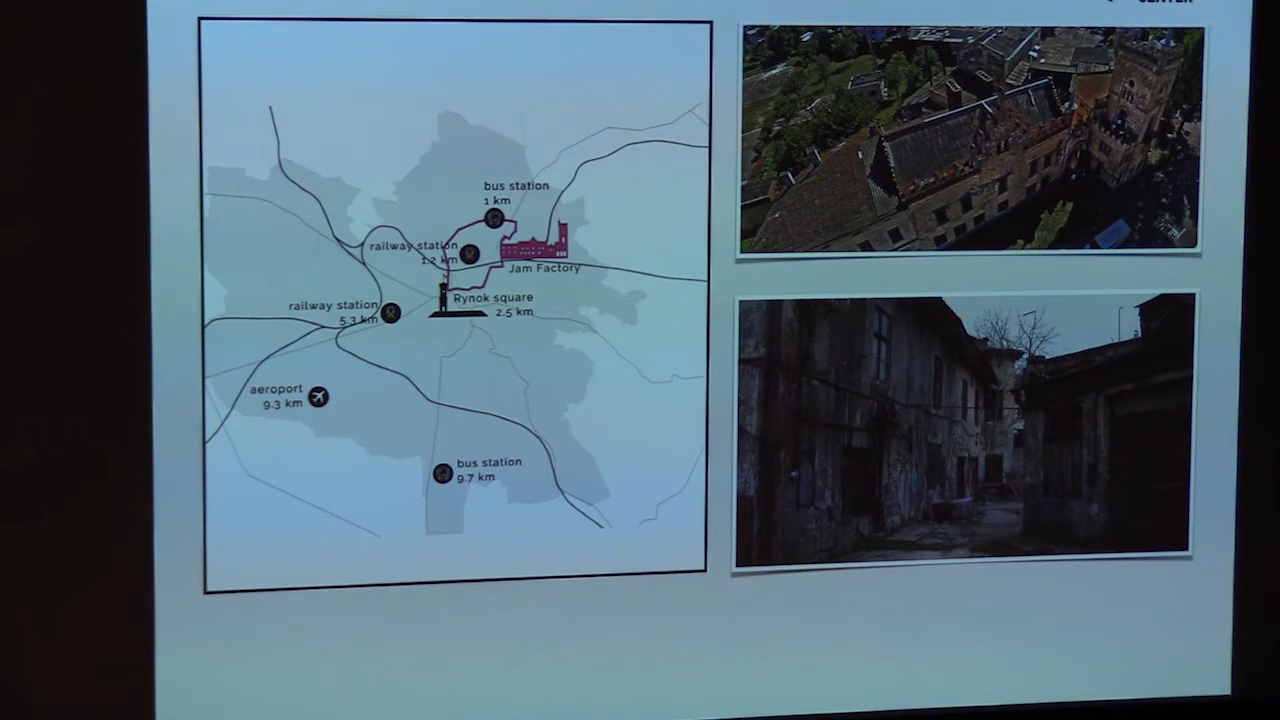 CENTER
bus station
1 km
railway station
1.2 km
Jam Factory
Rynok square
2.5 km
railway station
5.3 km
aeroport
9.3 km
bus station
9.7 km